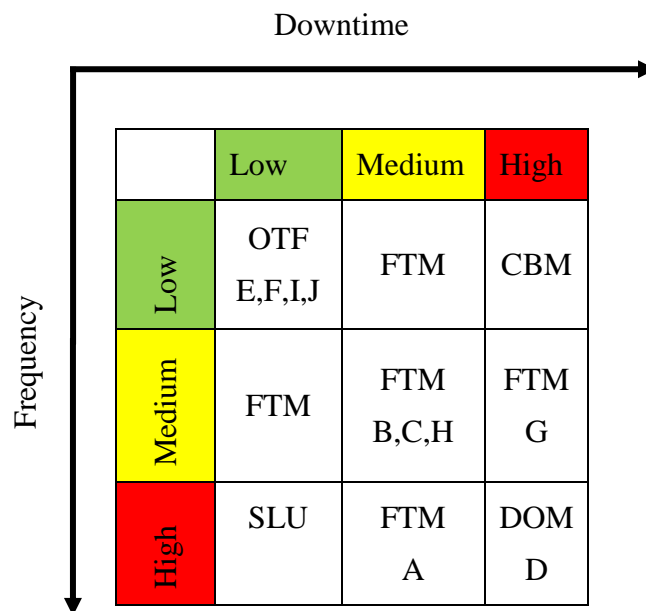 Downtime
Low Medium High
Frequency
Low
OTF
E,F,I,J
FTM
CBM
Medium
FTM
FTM
B,C,H
FTM
G
High
SLU
FTM
A
DOM
D